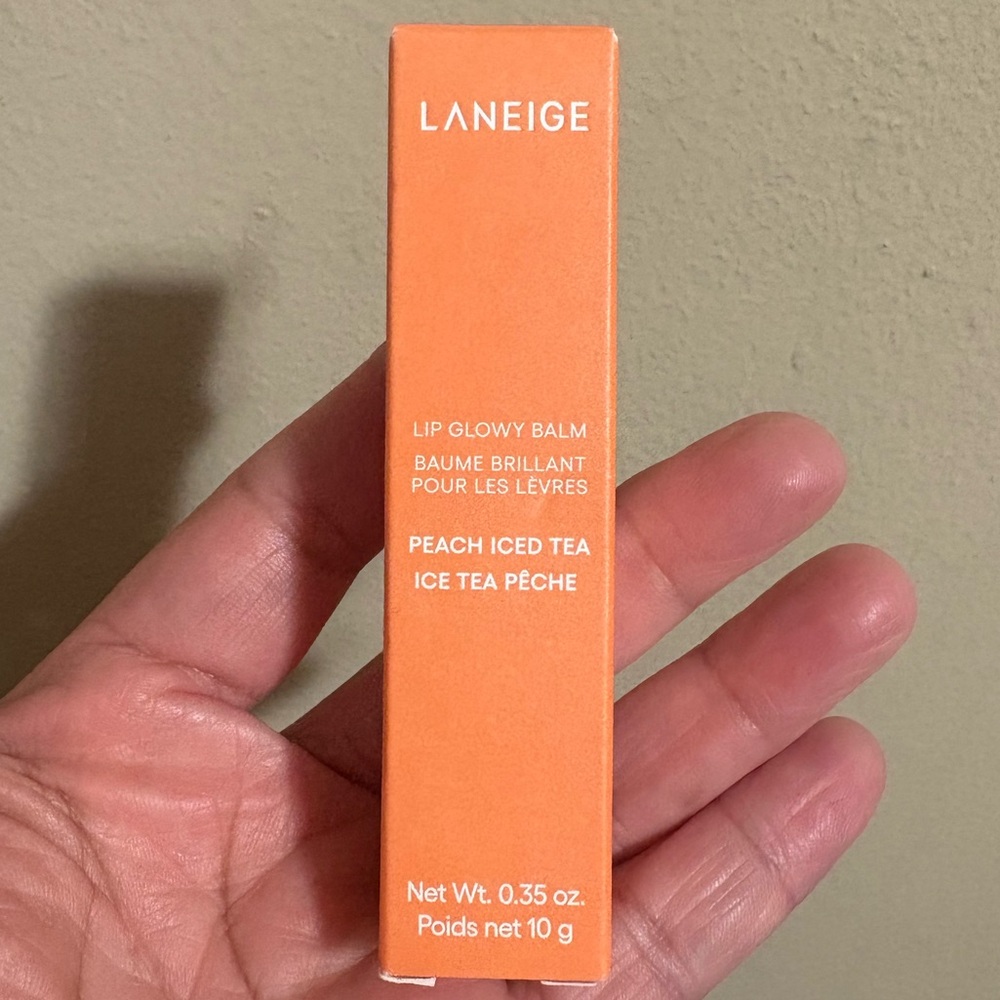 LANEIGE
LIP GLOWY BALM
BAUME BRILLANT
POUR LES LÈVRES
PEACH ICED TEA
ICE TEA PÊCHE
Net Wt. 0.35 oz.
Poids net 10 g